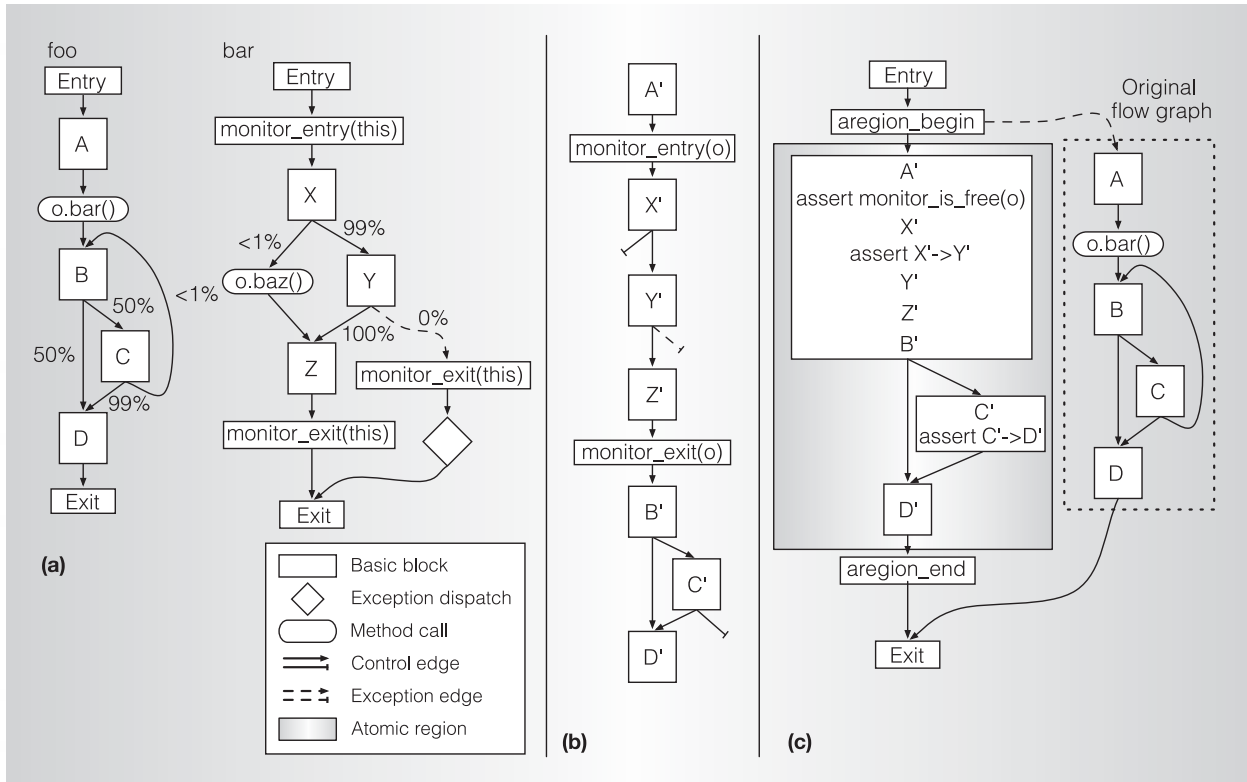 foo
Entry
A
o.bar()
B
<1%
50%
50%
C
99%
D
Exit
(a)
bar
Entry
monitor_entry(this)
X
<1%
99%
o.baz()
Y
0%
100%
Z
monitor_exit(this)
monitor_exit(this)
Exit
Basic block
Exception dispatch
Method call
Control edge
Exception edge
Atomic region
A'
monitor_entry(o)
X'
Y'
Z'
monitor_exit(o)
B'
C'
D'
(b)
Entry
aregion_begin
A'
assert monitor_is_free(o)
X'
assert X'->Y'
Y'
Z'
B'
C'
assert C'->D'
D'
aregion_end
Exit
Original
flow graph
A
o.bar()
B
C
D
(c)